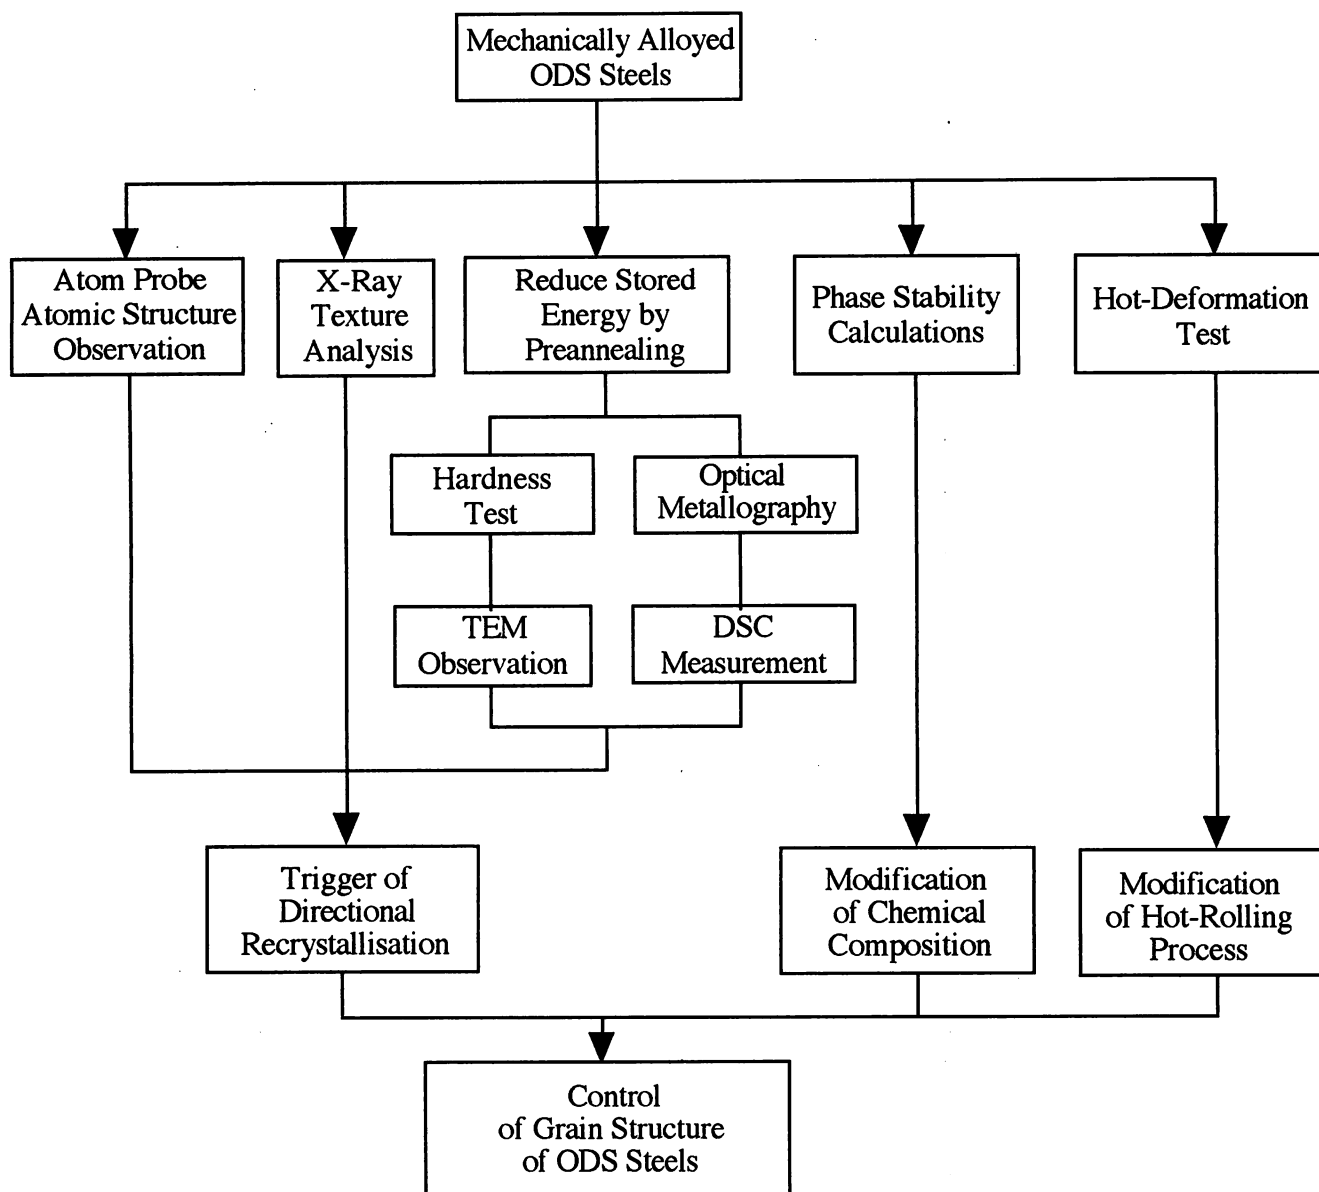 Mechanically Alloyed
ODS Steels
Atom Probe
Atomic Structure
Observation
X-Ray
Texture
Analysis
Reduce Stored
Energy by
Preannealing
Phase Stability
Calculations
Hot-Deformation
Test
Hardness
Test
Optical
Metallography
TEM
Observation
DSC
Measurement
Trigger of
Directional
Recrystallisation
Modification
of Chemical
Composition
Modification
of Hot-Rolling
Process
Control
of Grain Structure
of ODS Steels